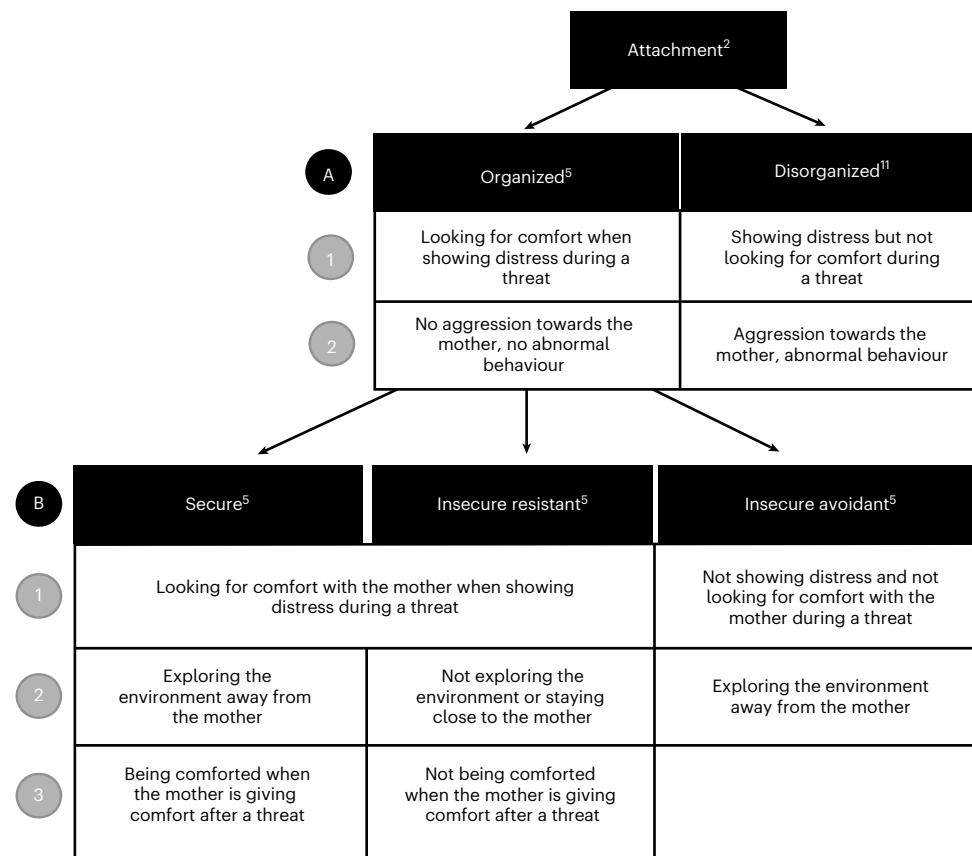 Attachment²
A
Organized⁵
Disorganized¹¹
1
Looking for comfort when
showing distress during a
threat
Showing distress but not
looking for comfort during
a threat
2
No aggression towards the
mother, no abnormal
behaviour
Aggression towards the
mother, abnormal behaviour
B
Secure⁵
Insecure resistant⁵
Insecure avoidant⁵
1
Looking for comfort with the mother when showing
distress during a threat
Not showing distress and not
looking for comfort with the
mother during a threat
2
Exploring the
environment away from
the mother
Not exploring the
environment or staying
close to the mother
Exploring the environment
away from the mother
3
Being comforted when
the mother is giving
comfort after a threat
Not being comforted
when the mother is giving
comfort after a threat